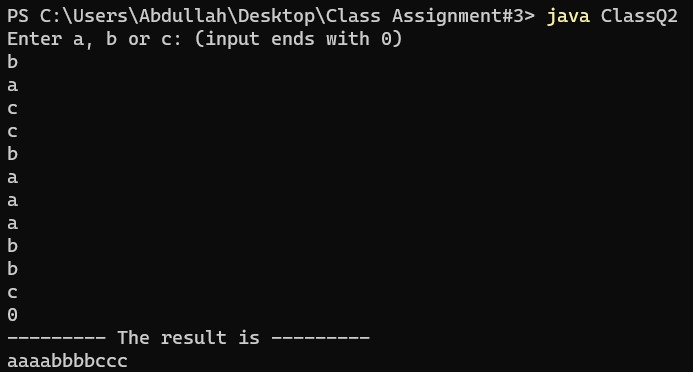 PS C:\Users\Abdullah\Desktop\Class Assignment#3> java ClassQ2
Enter a, b or c: (input ends with 0)
b
a
c
c
b
a
a
a
b
b
c
0
--------- The result is ---------
aaaabbbbccc